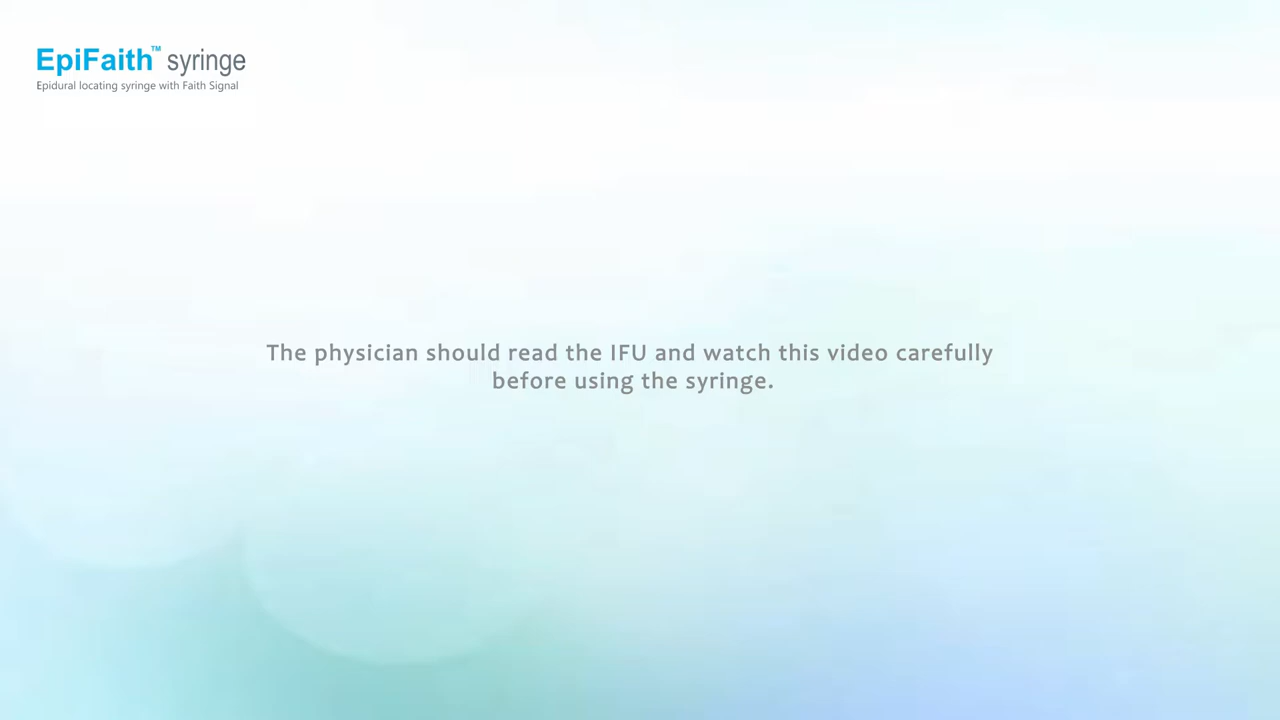 EpiFaith™ syringe
Epidural locating syringe with Faith Signal
The physician should read the IFU and watch this video carefully
before using the syringe.